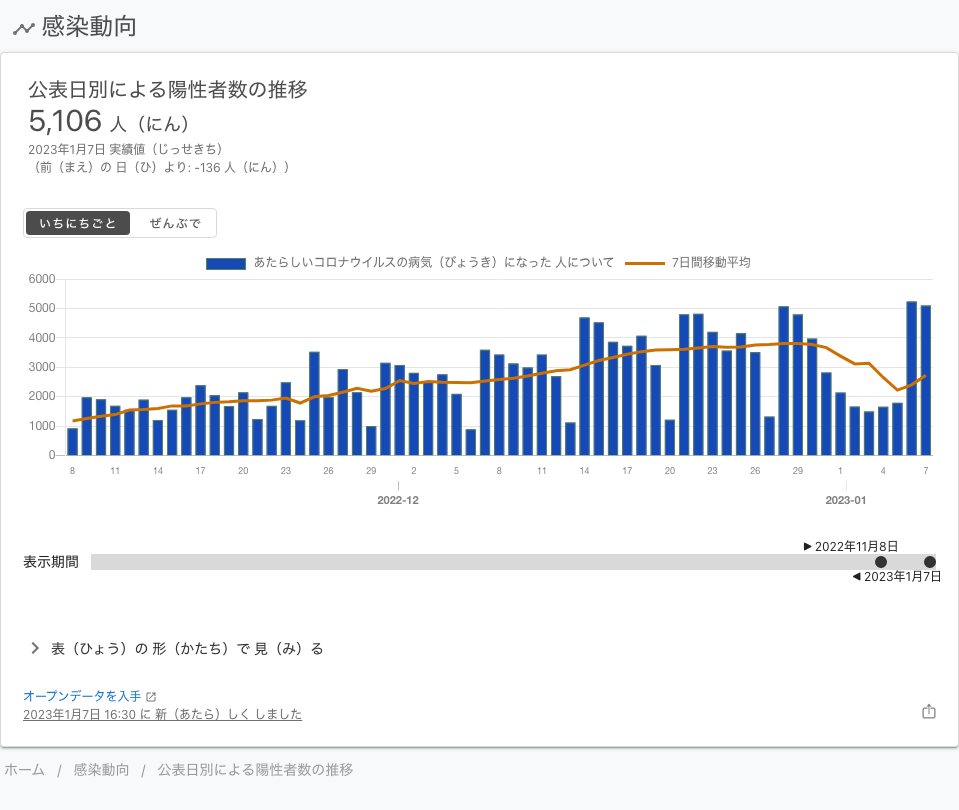 感染動向
公表日別による陽性者数の推移
5,106 人（にん）
2023年1月7日 実績値（じっせきち）
（前（まえ）の 日（ひ）より: -136 人（にん））
いちにちごと ぜんぶで
あたらしいコロナウイルスの病気（びょうき）になった 人について 7日間移動平均
6000
5000
4000
3000
2000
1000
0
8 11 14 17 20 23 26 29 2 5 8 11 14 17 20 23 26 29 1 4 7
2022-12 2023-01
▶ 2022年11月8日
表示期間
◀ 2023年1月7日
表（ひょう）の 形（かたち）で 見（み）る
オープンデータを入手
2023年1月7日 16:30 に 新（あたら）しく しました
ホーム / 感染動向 / 公表日別による陽性者数の推移